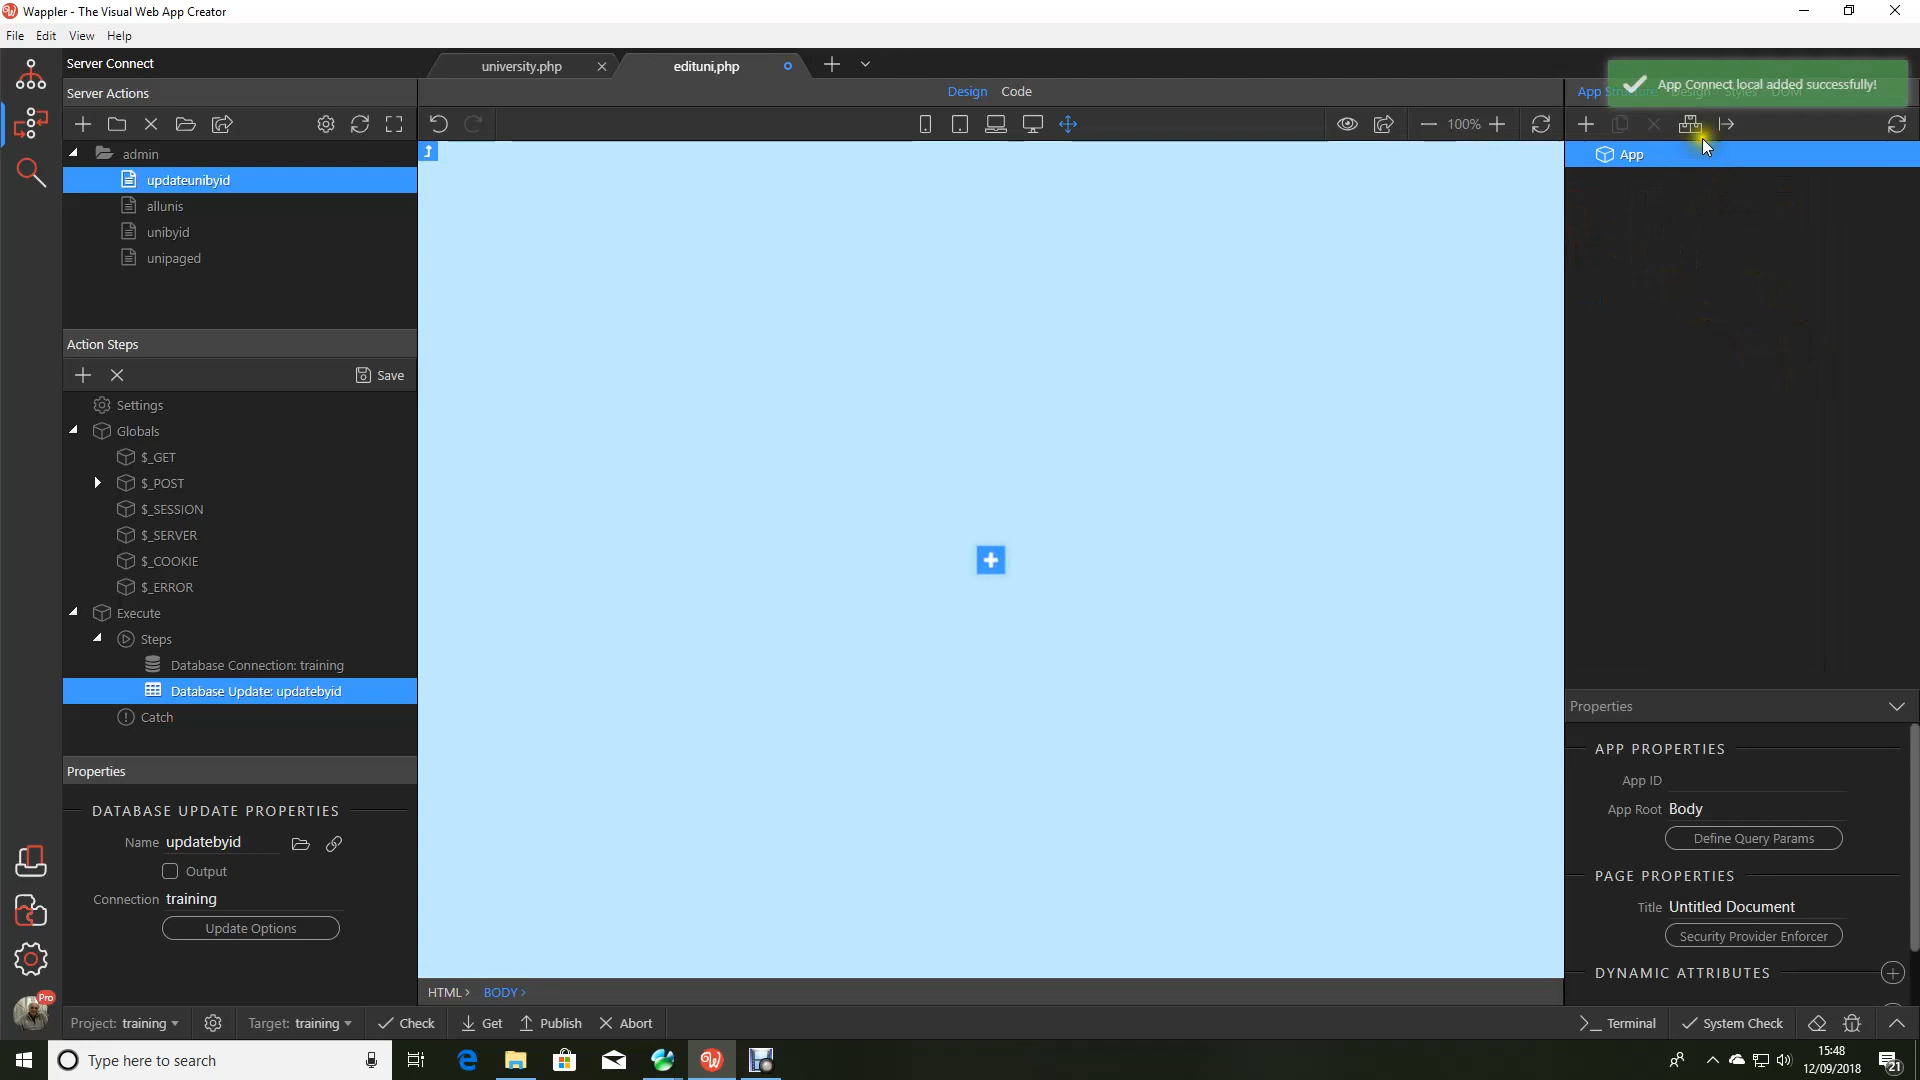 Wappler - The Visual Web App Creator
File Edit View Help
Server Connect
university.php
edituni.php
Server Actions
Design Code
App Connect local added successfully!
100%
admin
updateunibyid
allunis
unibyid
unipaged
App
Action Steps
Save
Settings
Globals
$_GET
$_POST
$_SESSION
$_SERVER
$_COOKIE
$_ERROR
Execute
Steps
Database Connection: training
Database Update: updatebyid
Catch
Properties
DATABASE UPDATE PROPERTIES
Name updatebyid
Output
Connection training
Update Options
Properties
APP PROPERTIES
App ID
App Root Body
Define Query Params
PAGE PROPERTIES
Title Untitled Document
Security Provider Enforcer
DYNAMIC ATTRIBUTES
HTML > BODY >
Pro
Project: training
Target: training
Check
Get
Publish
Abort
Terminal
System Check
Type here to search
15:48
12/09/2018
21